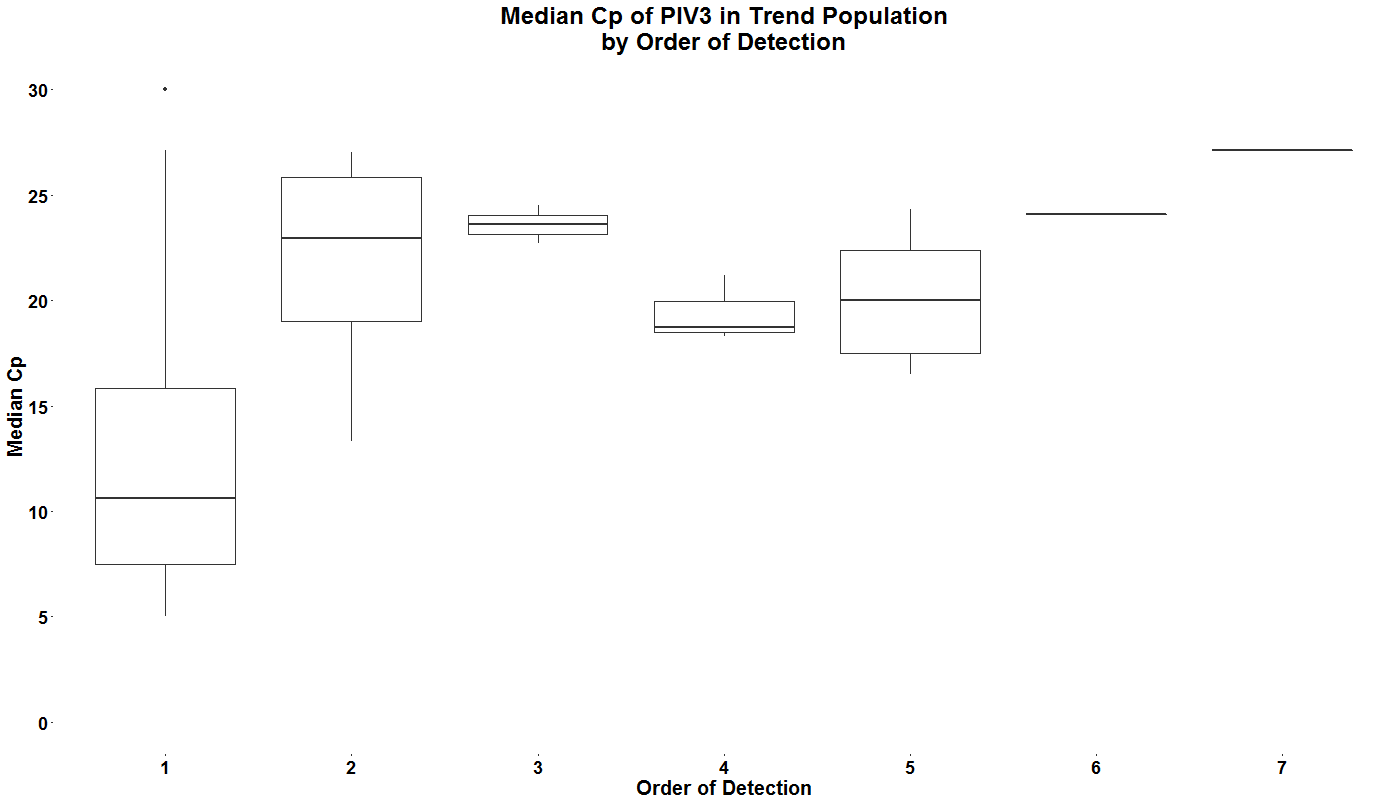 Median Cp of PIV3 in Trend Population
by Order of Detection
30
25
20
15
10
5
0
Median Cp
1 2 3 4 5 6 7
Order of Detection